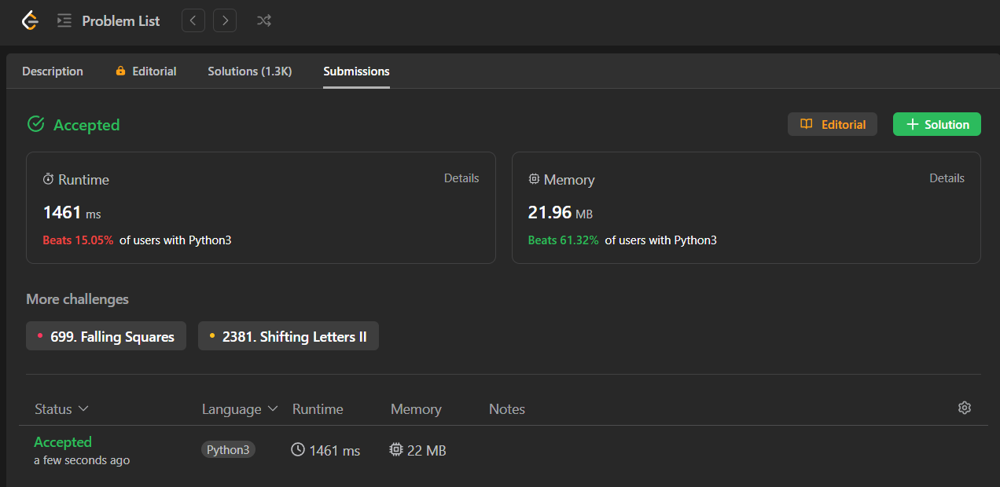 Problem List
Description Editorial Solutions (1.3K) Submissions
Accepted Editorial + Solution
Runtime Details Memory Details
1461 ms 21.96 MB
Beats 15.05% of users with Python3 Beats 61.32% of users with Python3
More challenges
699. Falling Squares 2381. Shifting Letters II
Status Language Runtime Memory Notes
Accepted
a few seconds ago Python3 1461 ms 22 MB